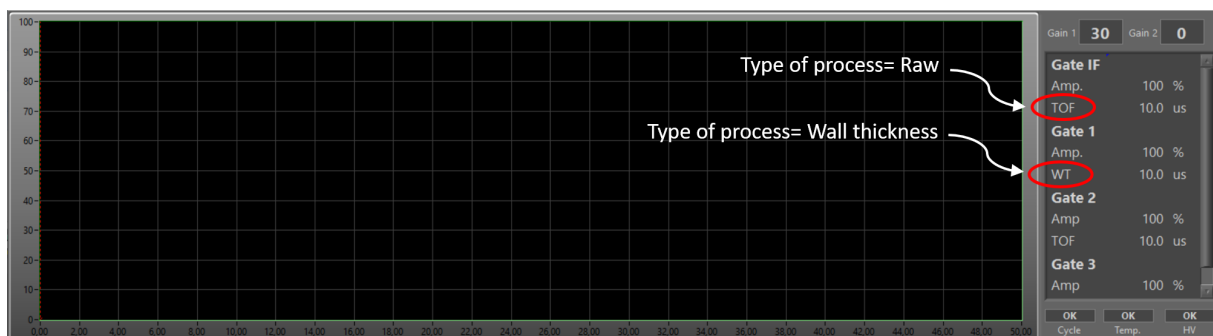 100
90
80
70
60
50
40
30
20
10
0
0,00 2,00 4,00 6,00 8,00 10,00 12,00 14,00 16,00 18,00 20,00 22,00 24,00 26,00 28,00 30,00 32,00 34,00 36,00 38,00 40,00 42,00 44,00 46,00 48,00 50,00
Type of process= Raw
Type of process= Wall thickness
Gain 1 30 Gain 2 0
Gate IF
Amp. 100 %
TOF 10.0 us
Gate 1
Amp. 100 %
WT 10.0 us
Gate 2
Amp 100 %
TOF 10.0 us
Gate 3
Amp 100 %
OK OK OK
Cycle Temp. HV